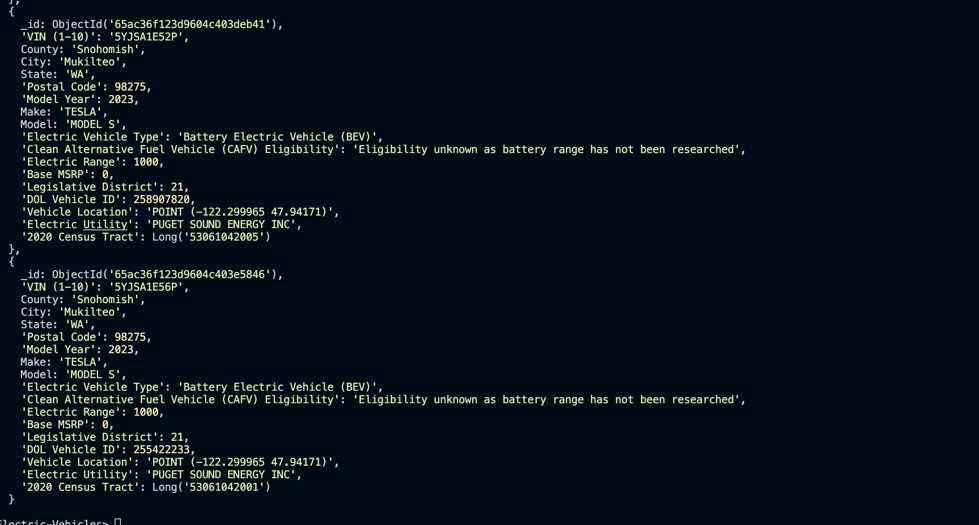 },
{
_id: ObjectId('65ac36f123d9604c403deb41'),
'VIN (1-10)': '5YJSA1E52P',
County: 'Snohomish',
City: 'Mukilteo',
State: 'WA',
'Postal Code': 98275,
'Model Year': 2023,
Make: 'TESLA',
Model: 'MODEL S',
'Electric Vehicle Type': 'Battery Electric Vehicle (BEV)',
'Clean Alternative Fuel Vehicle (CAFV) Eligibility': 'Eligibility unknown as battery range has not been researched',
'Electric Range': 1000,
'Base MSRP': 0,
'Legislative District': 21,
'DOL Vehicle ID': 258907820,
'Vehicle Location': 'POINT (-122.299965 47.94171)',
'Electric Utility': 'PUGET SOUND ENERGY INC',
'2020 Census Tract': Long('53061042005')
},
{
_id: ObjectId('65ac36f123d9604c403e5846'),
'VIN (1-10)': '5YJSA1E56P',
County: 'Snohomish',
City: 'Mukilteo',
State: 'WA',
'Postal Code': 98275,
'Model Year': 2023,
Make: 'TESLA',
Model: 'MODEL S',
'Electric Vehicle Type': 'Battery Electric Vehicle (BEV)',
'Clean Alternative Fuel Vehicle (CAFV) Eligibility': 'Eligibility unknown as battery range has not been researched',
'Electric Range': 1000,
'Base MSRP': 0,
'Legislative District': 21,
'DOL Vehicle ID': 255422233,
'Vehicle Location': 'POINT (-122.299965 47.94171)',
'Electric Utility': 'PUGET SOUND ENERGY INC',
'2020 Census Tract': Long('53061042001')
}
lectric-Vehicles>